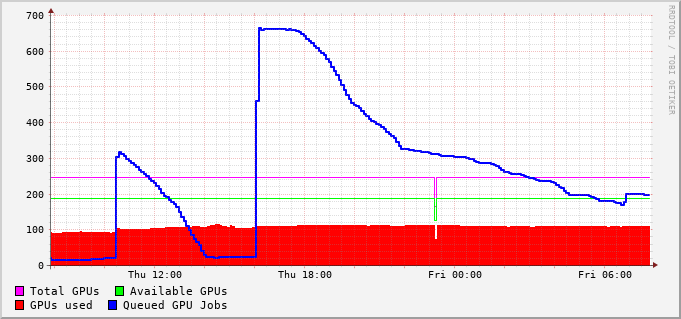 700
600
500
400
300
200
100
0
Thu 12:00 Thu 18:00 Fri 00:00 Fri 06:00
Total GPUs Available GPUs
GPUs used Queued GPU Jobs
RRDTOOL / TOBI OETIKER